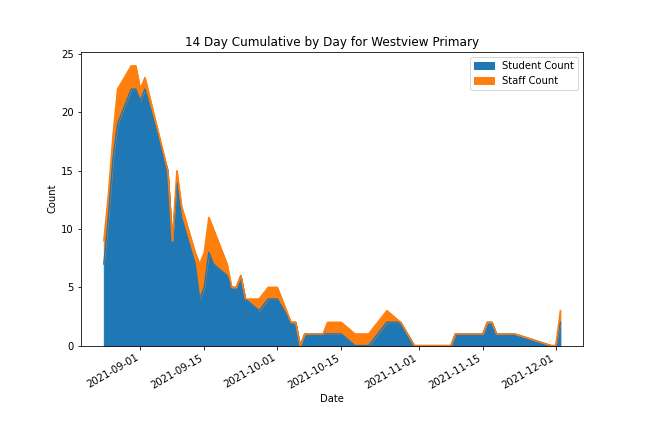 14 Day Cumulative by Day for Westview Primary
Student Count
Staff Count
Count
25
20
15
10
5
0
2021-09-01
2021-09-15
2021-10-01
2021-10-15
2021-11-01
2021-11-15
2021-12-01
Date